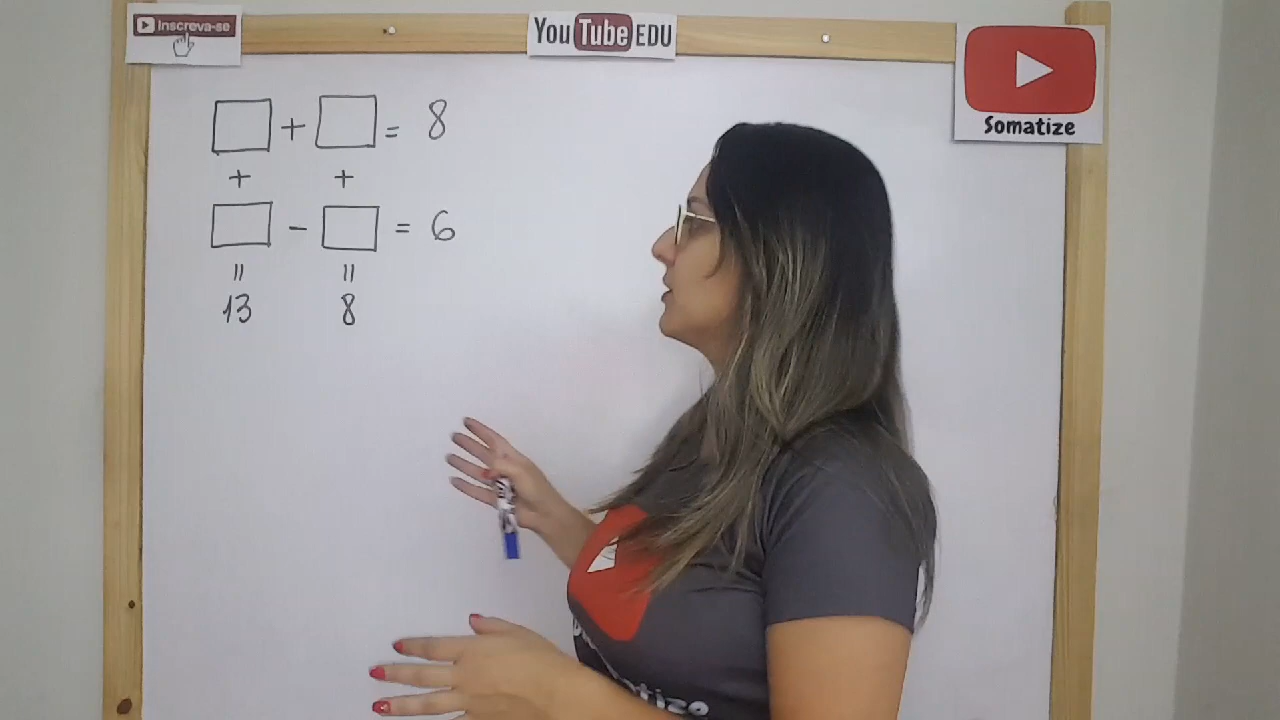 Inscreva-se
YouTube EDU
Somatize
□ + □ = 8
+ +
□ - □ = 6
= =
13 8